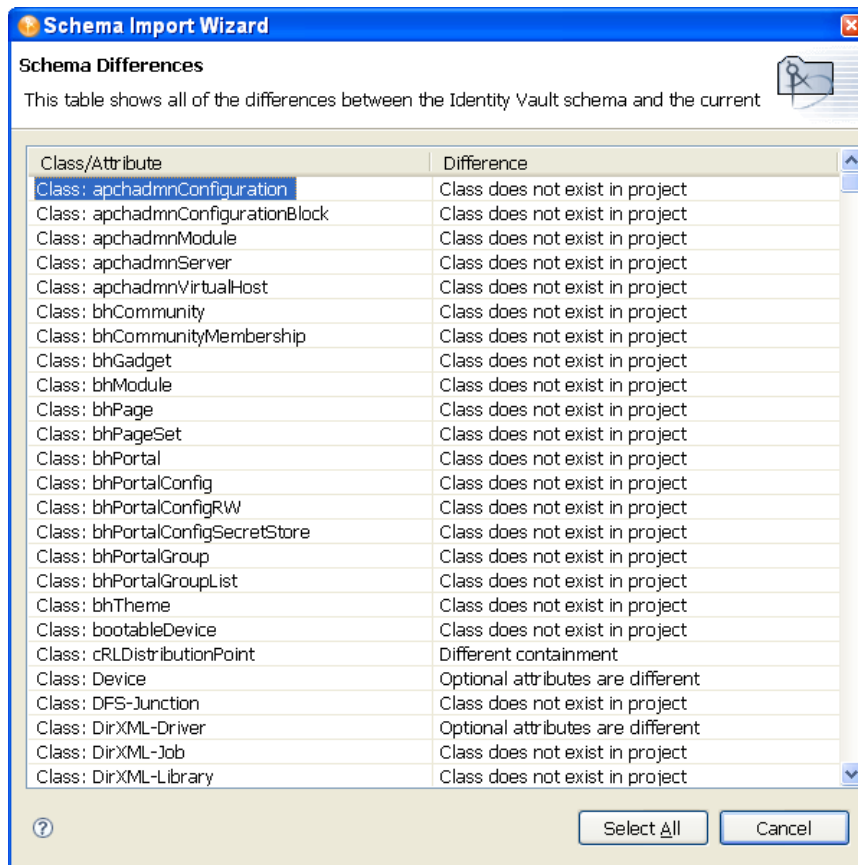 Schema Import Wizard
Schema Differences
This table shows all of the differences between the Identity Vault schema and the current
Class/Attribute Difference
Class: apchadmnConfiguration Class does not exist in project
Class: apchadmnConfigurationBlock Class does not exist in project
Class: apchadmnModule Class does not exist in project
Class: apchadmnServer Class does not exist in project
Class: apchadmnVirtualHost Class does not exist in project
Class: bhCommunity Class does not exist in project
Class: bhCommunityMembership Class does not exist in project
Class: bhGadget Class does not exist in project
Class: bhModule Class does not exist in project
Class: bhPage Class does not exist in project
Class: bhPageSet Class does not exist in project
Class: bhPortal Class does not exist in project
Class: bhPortalConfig Class does not exist in project
Class: bhPortalConfigRW Class does not exist in project
Class: bhPortalConfigSecretStore Class does not exist in project
Class: bhPortalGroup Class does not exist in project
Class: bhPortalGroupList Class does not exist in project
Class: bhTheme Class does not exist in project
Class: bootableDevice Class does not exist in project
Class: cRLDistributionPoint Different containment
Class: Device Optional attributes are different
Class: DFS-Junction Class does not exist in project
Class: DirXML-Driver Optional attributes are different
Class: DirXML-Job Class does not exist in project
Class: DirXML-Library Class does not exist in project
? Select All Cancel